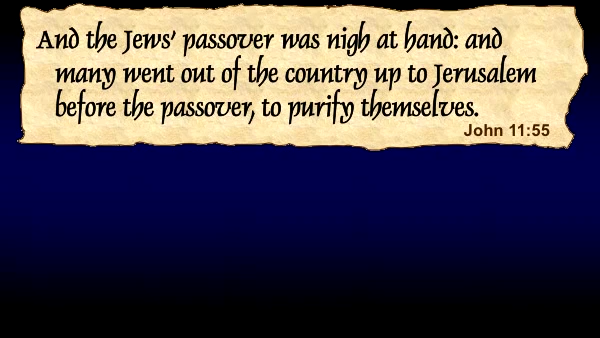 And the Jews' passover was nigh at hand: and
many went out of the country up to Jerusalem
before the passover, to purify themselves.
John 11:55